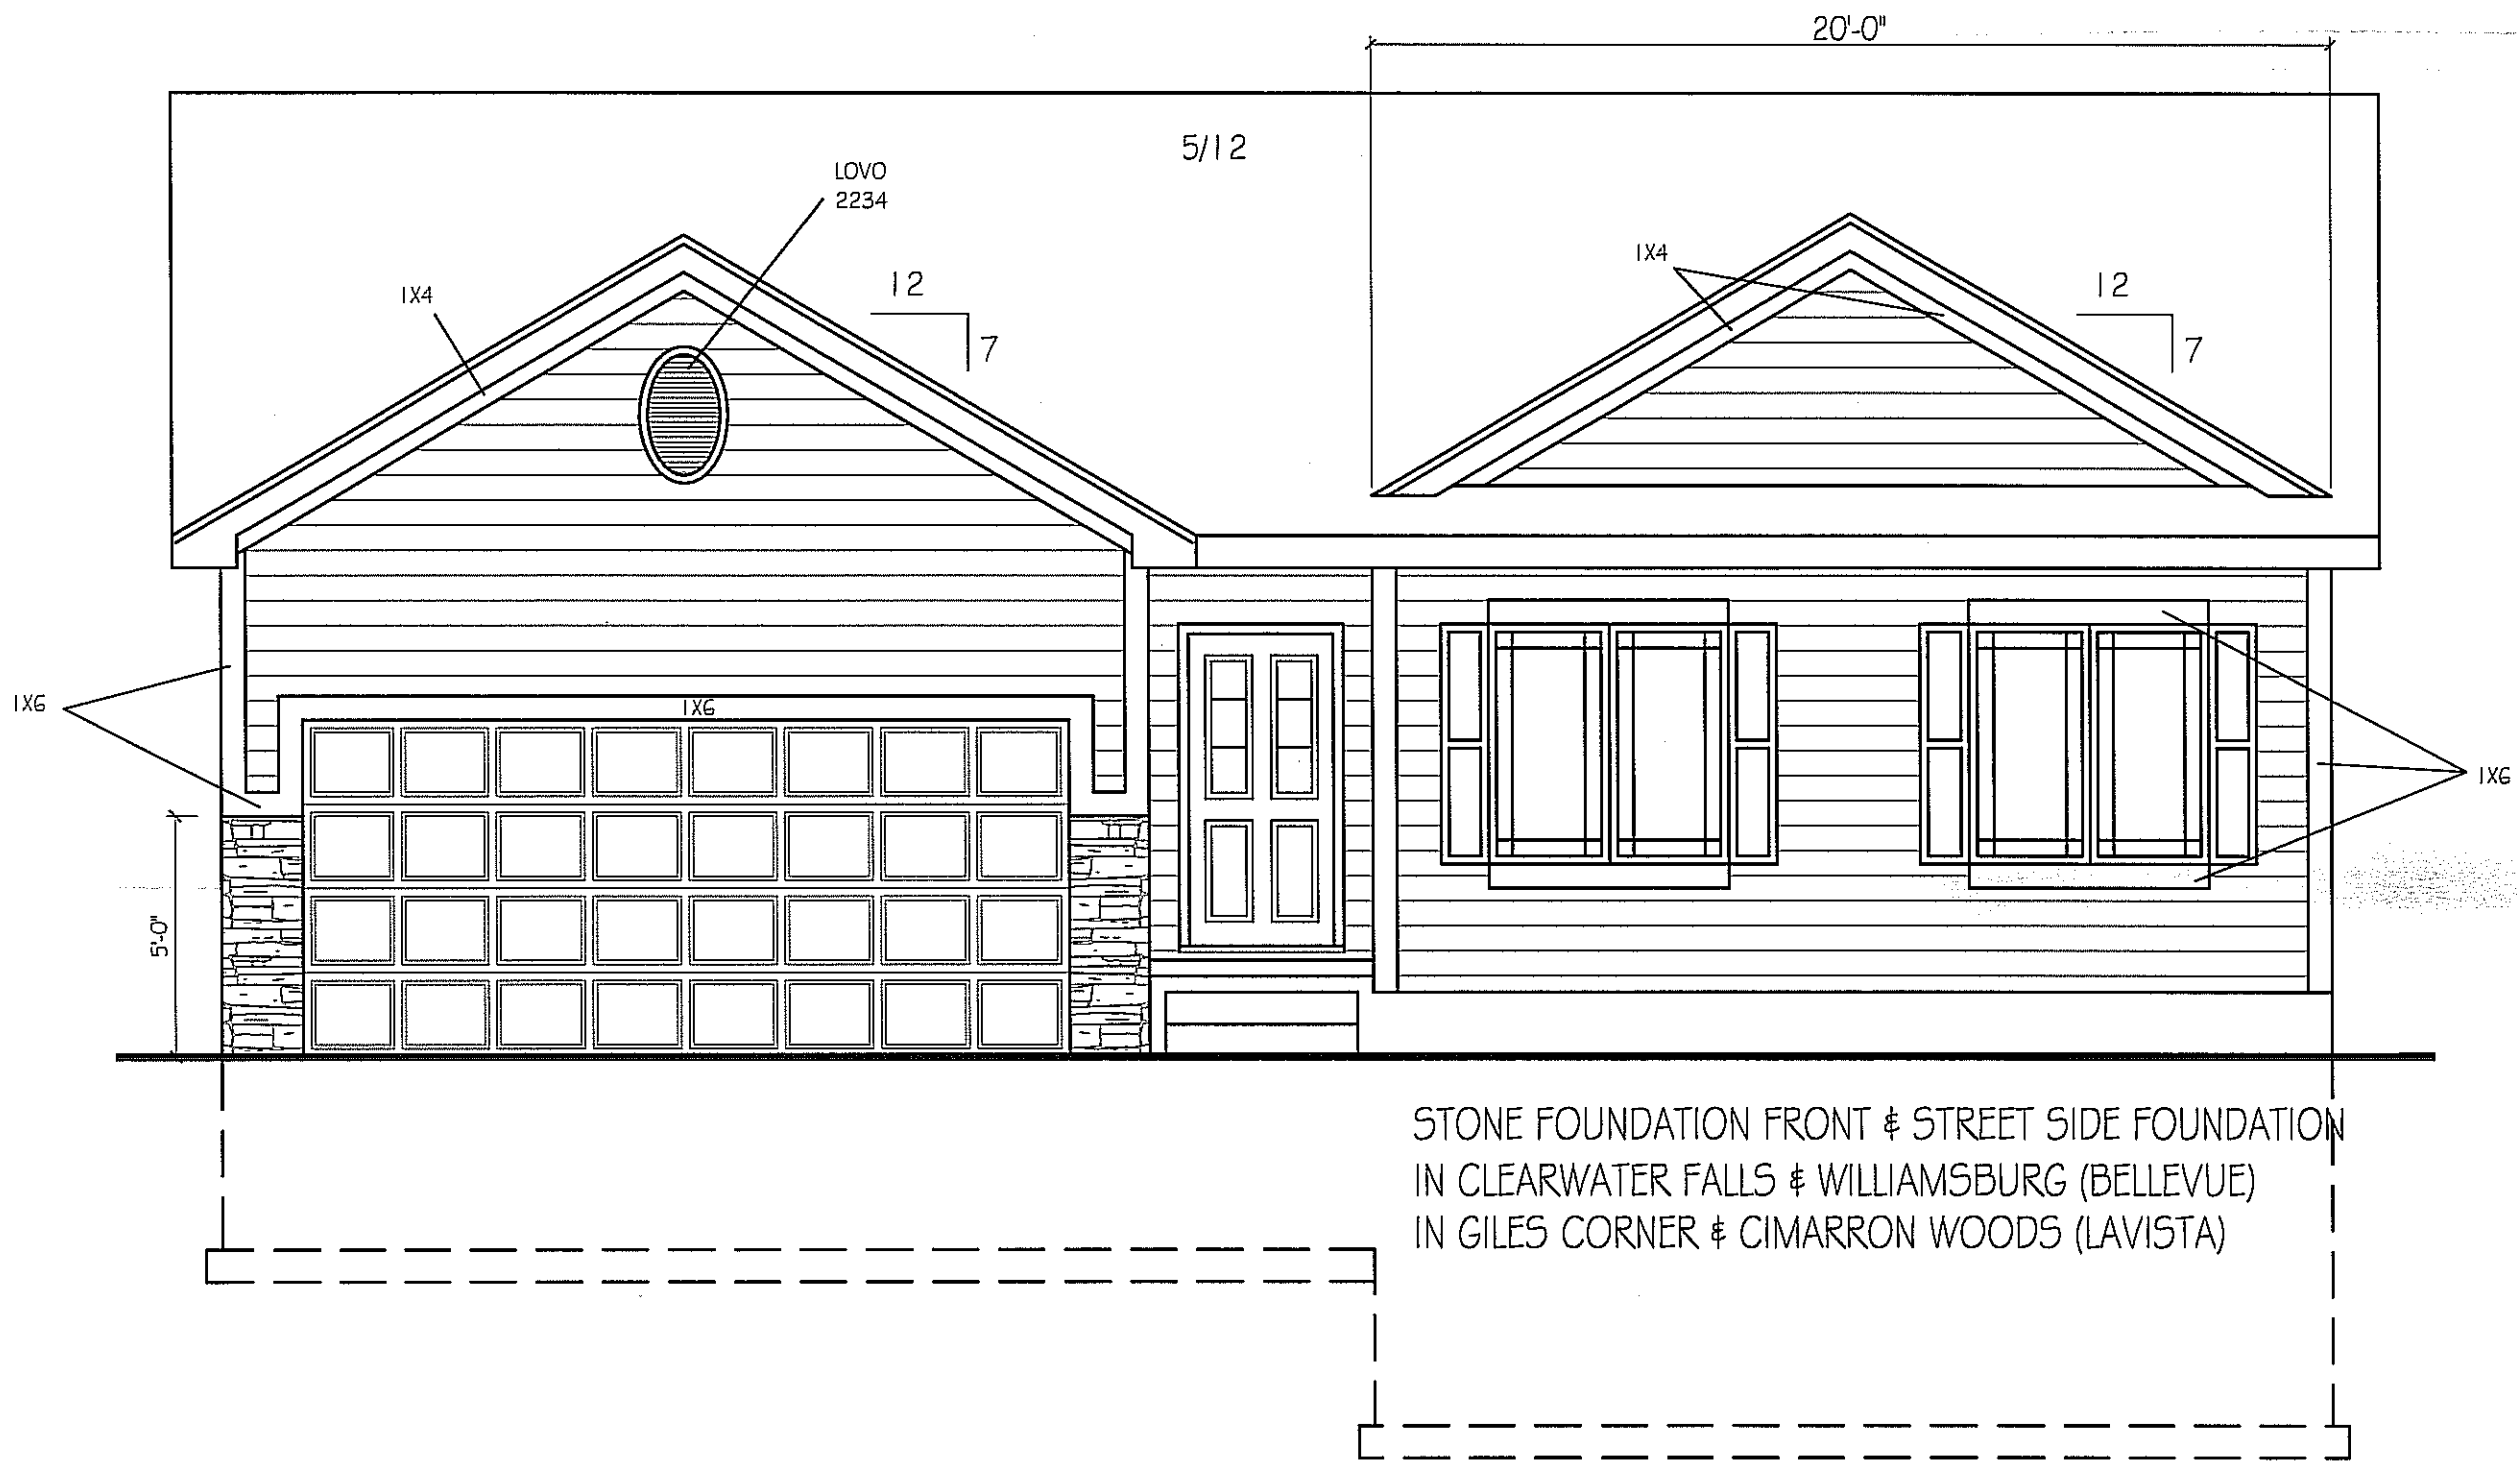 20'-0"
5/12
LOVO
2234
1X4
12
7
1X4
12
7
1X6
1X6
1X6
5'-0"
STONE FOUNDATION FRONT & STREET SIDE FOUNDATION
IN CLEARWATER FALLS & WILLIAMSBURG (BELLEVUE)
IN GILES CORNER & CIMARRON WOODS (LAVISTA)